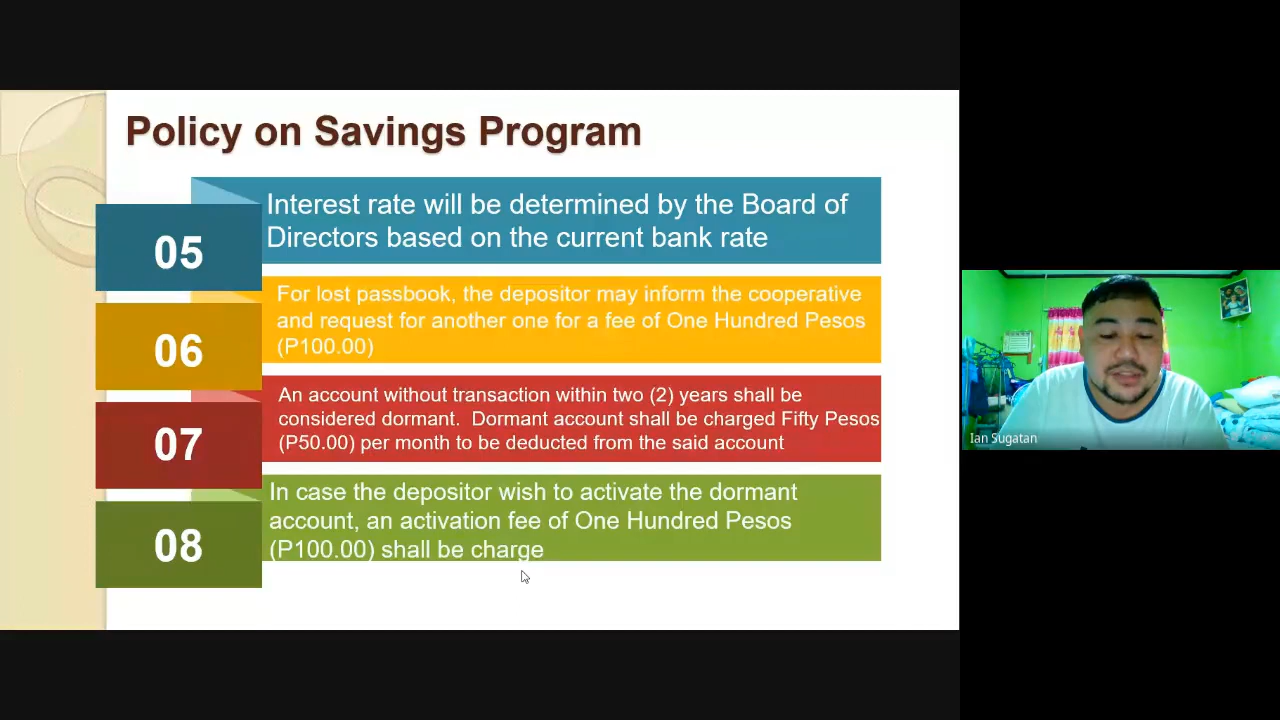 Policy on Savings Program
05
Interest rate will be determined by the Board of
Directors based on the current bank rate
06
For lost passbook, the depositor may inform the cooperative
and request for another one for a fee of One Hundred Pesos
(P100.00)
07
An account without transaction within two (2) years shall be
considered dormant.  Dormant account shall be charged Fifty Pesos
(P50.00) per month to be deducted from the said account
08
In case the depositor wish to activate the dormant
account, an activation fee of One Hundred Pesos
(P100.00) shall be charge
Ian Sugatan